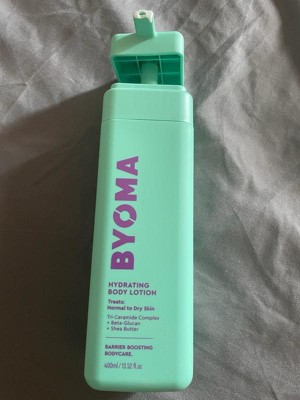 BYOMA
HYDRATING
BODY LOTION
Treats:
Normal to Dry Skin
Tri-Ceramide Complex
+ Beta-Glucan
+ Shea Butter
BARRIER BOOSTING
BODYCARE.
400ml / 13.52 fl.oz